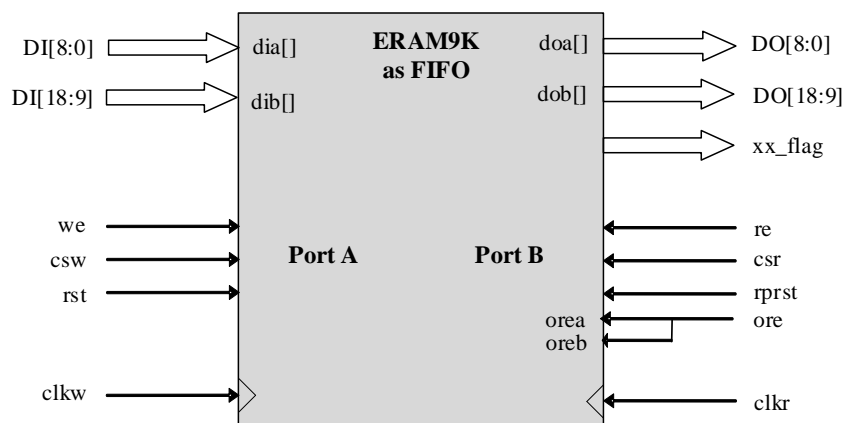 DI[8:0]
dia[]
ERAM9K
as FIFO
doa[]
DO[8:0]
DI[18:9]
dib[]
dob[]
DO[18:9]
xx_flag
we
re
csw
Port A
Port B
csr
rst
rprst
orea
ore
oreb
clkw
clkr